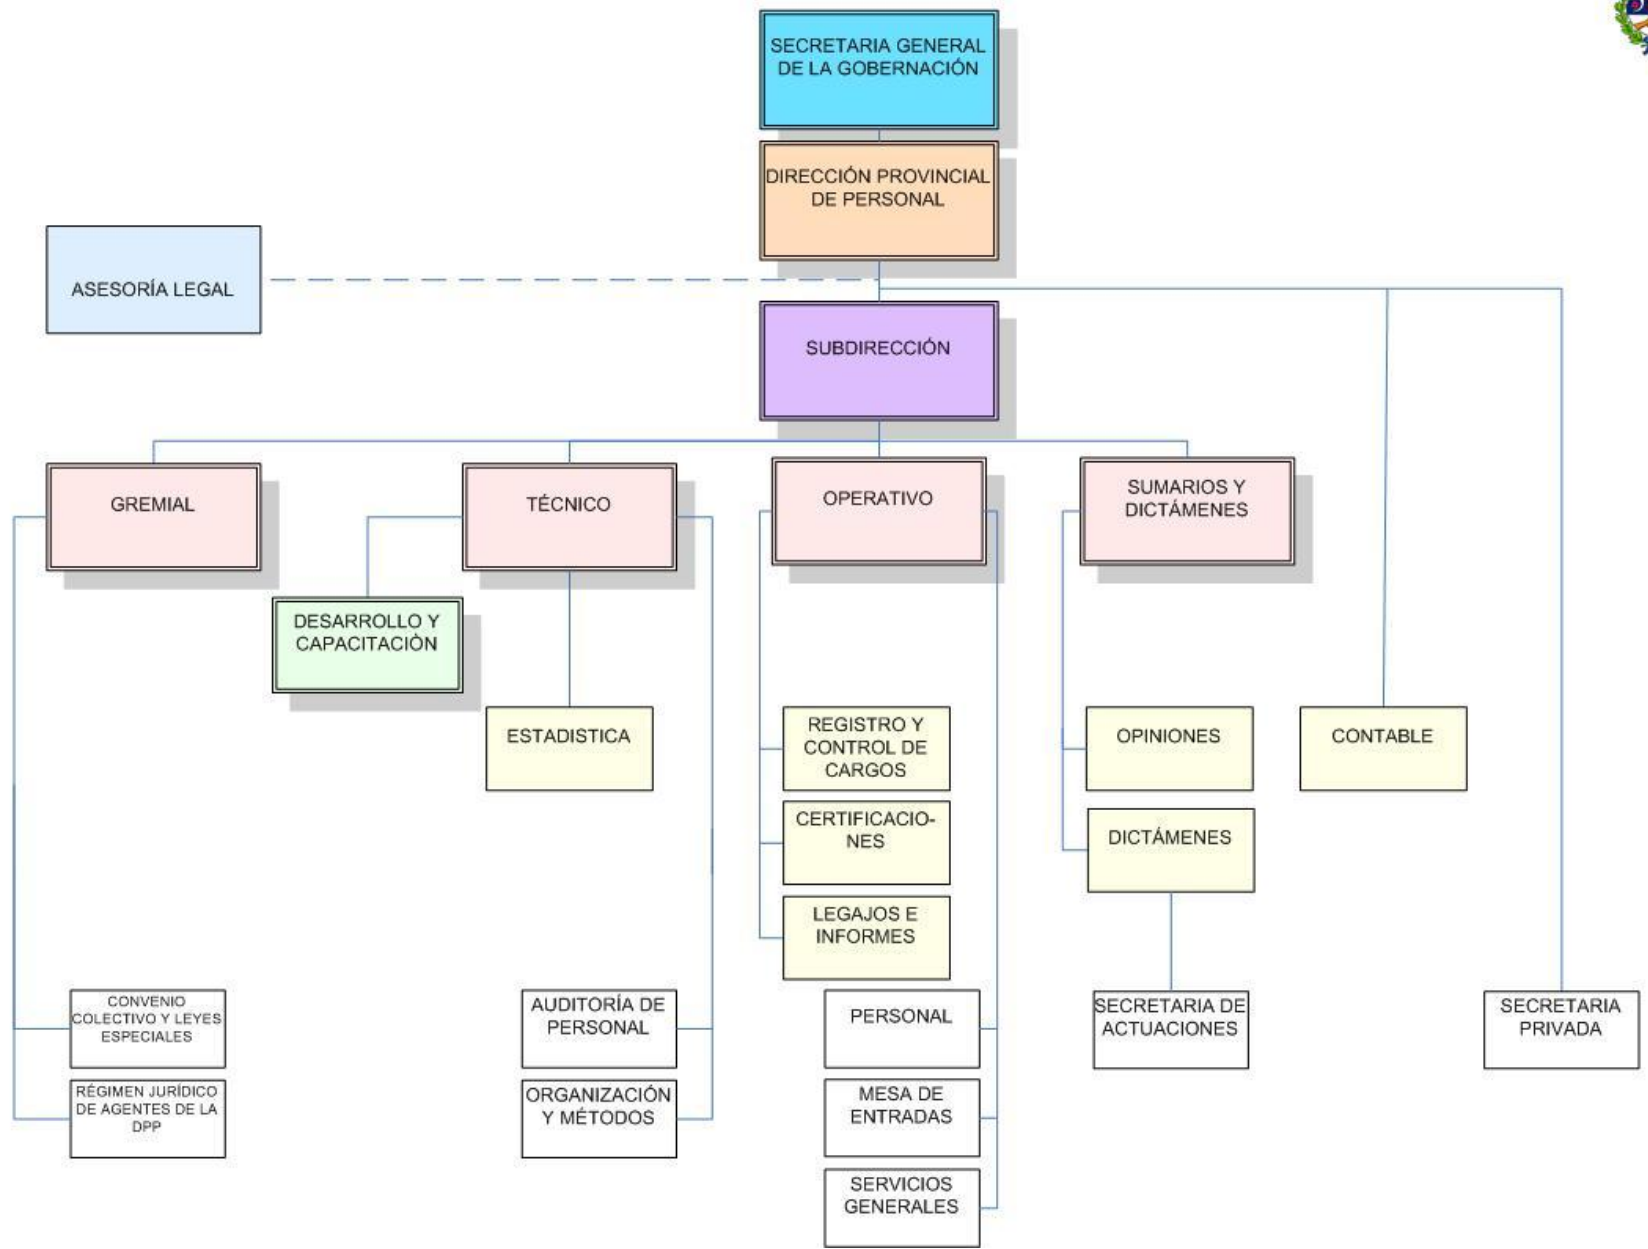 SECRETARIA GENERAL
DE LA GOBERNACIÓN
DIRECCIÓN PROVINCIAL
DE PERSONAL
ASESORÍA LEGAL
SUBDIRECCIÓN
GREMIAL
TÉCNICO
OPERATIVO
SUMARIOS Y
DICTÁMENES
DESARROLLO Y
CAPACITACIÒN
ESTADISTICA
REGISTRO Y
CONTROL DE
CARGOS
OPINIONES
CONTABLE
CERTIFICACIO-
NES
DICTÁMENES
LEGAJOS E
INFORMES
CONVENIO
COLECTIVO Y LEYES
ESPECIALES
AUDITORÍA DE
PERSONAL
PERSONAL
SECRETARIA DE
ACTUACIONES
SECRETARIA
PRIVADA
RÉGIMEN JURÍDICO
DE AGENTES DE LA
DPP
ORGANIZACIÓN
Y MÉTODOS
MESA DE
ENTRADAS
SERVICIOS
GENERALES